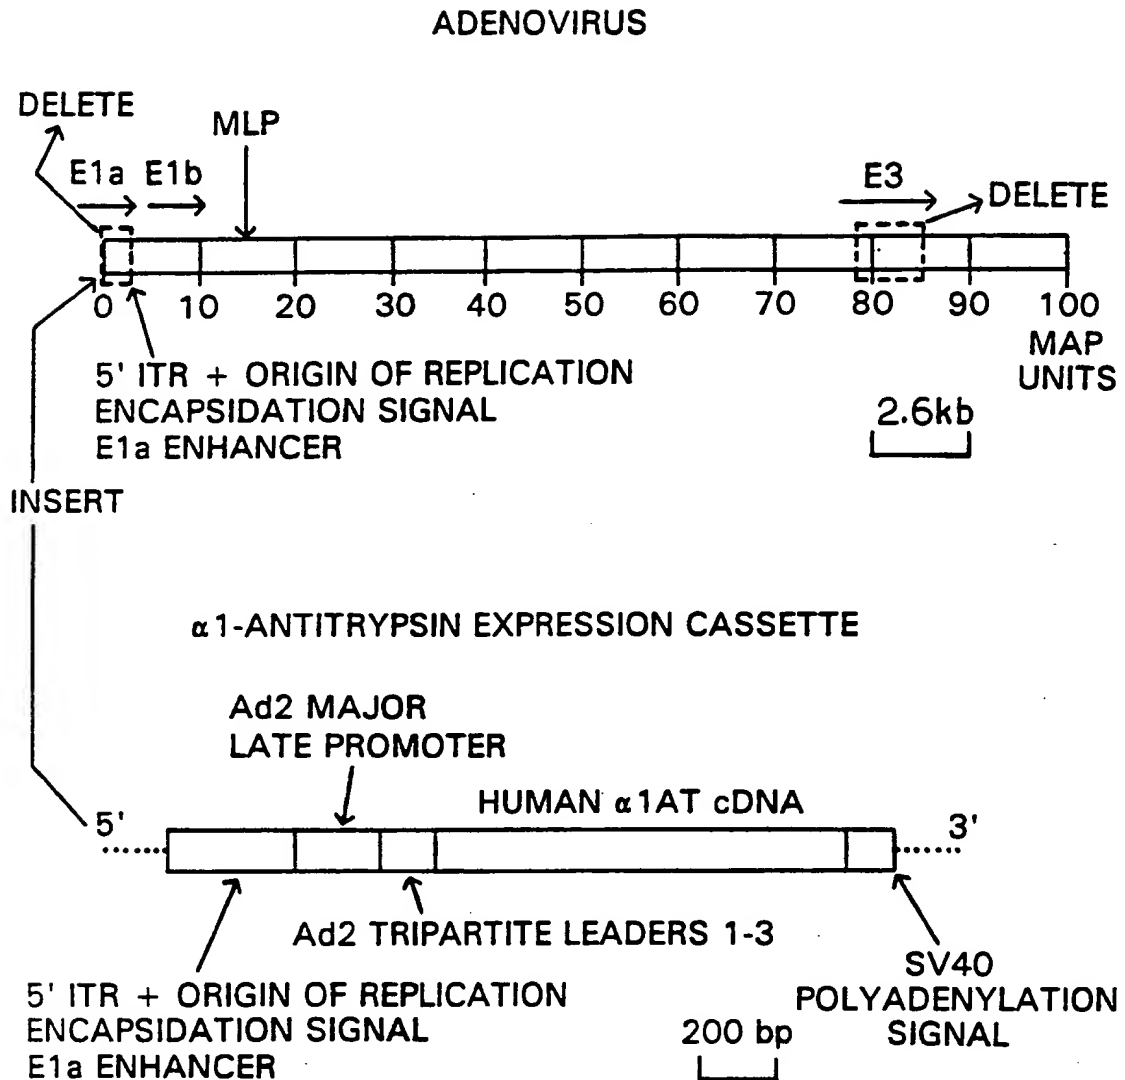 ADENOVIRUS
DELETE
MLP
E1a E1b
E3
DELETE
0 10 20 30 40 50 60 70 80 90 100
MAP
UNITS
5' ITR + ORIGIN OF REPLICATION
ENCAPSIDATION SIGNAL
E1a ENHANCER
2.6kb
INSERT
α1-ANTITRYPSIN EXPRESSION CASSETTE
Ad2 MAJOR
LATE PROMOTER
HUMAN α1AT cDNA
5'
3'
Ad2 TRIPARTITE LEADERS 1-3
SV40
POLYADENYLATION
SIGNAL
5' ITR + ORIGIN OF REPLICATION
ENCAPSIDATION SIGNAL
E1a ENHANCER
200 bp